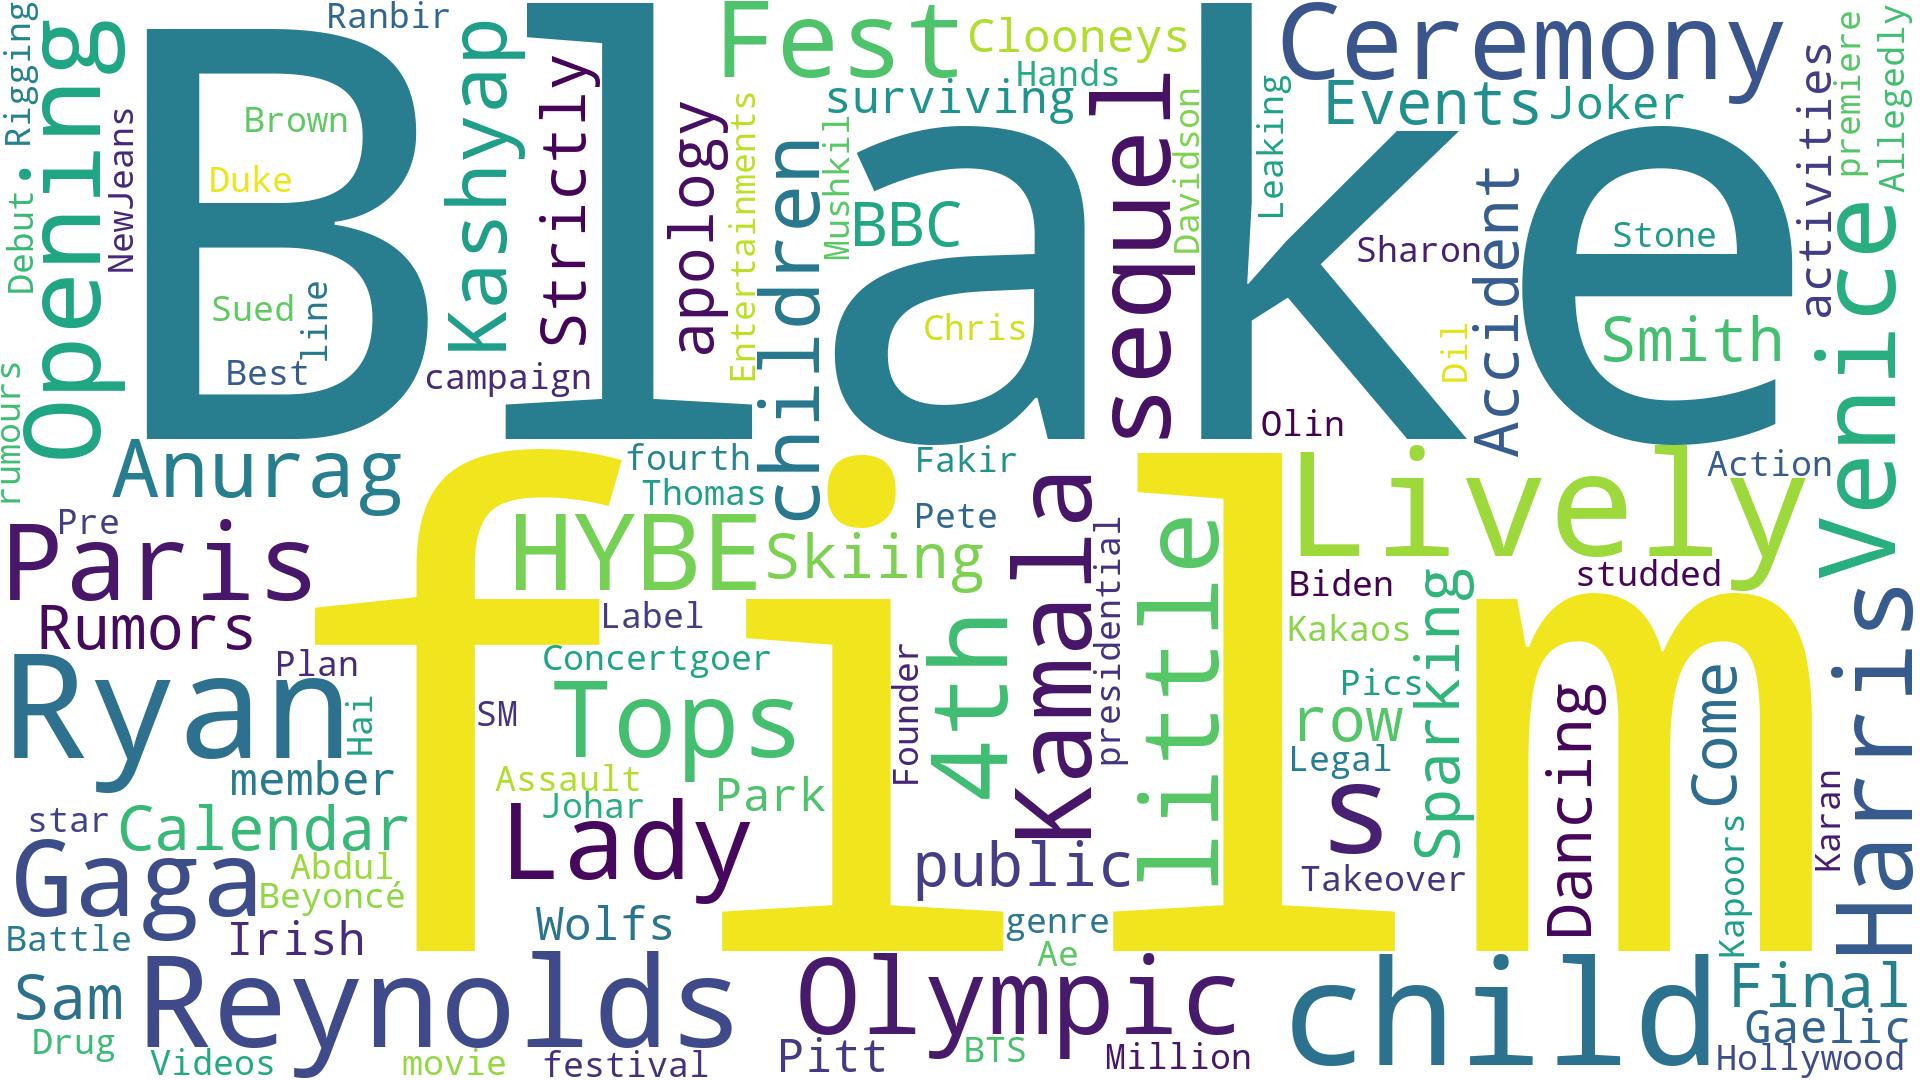 Blake
film
Ranbir
Fest
Clooneys
Hands
Ceremony
Opening
Rigging
Debut.
NewJeans
Brown
Duke
Sued
line
Best
Kashyap
Strictly
campaign
apology
Entertainments
children
surviving
Mushkil
BBC
Chris
sequel
Davidson
Leaking
Events
Joker
Sharon
Accident
Stone
Smith
Dill
Olin
activities
premiere
Allegedly
Venice
rumours
Anurag
fourth
Thomas
Fakir
Pete
Lively
Action
Pre
Paris
Rumors
HYBE
Skiing
Kamala
presidential
little
Biden
studded
Kakaos
Sparking
Label
Concertgoer
Plan
Ryan
Hai
SM
Tops
Founder
4th
Pics
row
Legal
Come
Dancing
Harris
member
Assault
Johar
Park
star
Calendar
Lady
s
Karan
Kapoors
Gaga
Abdul
Beyoncé
public
Takeover
Battle
Irish
Wolfs
genre
Ae
Sam
Reynolds
Olympic
child
Final
Gaelic
Drug
Videos
movie
festival
Pitt
BTS
Million
Hollywood